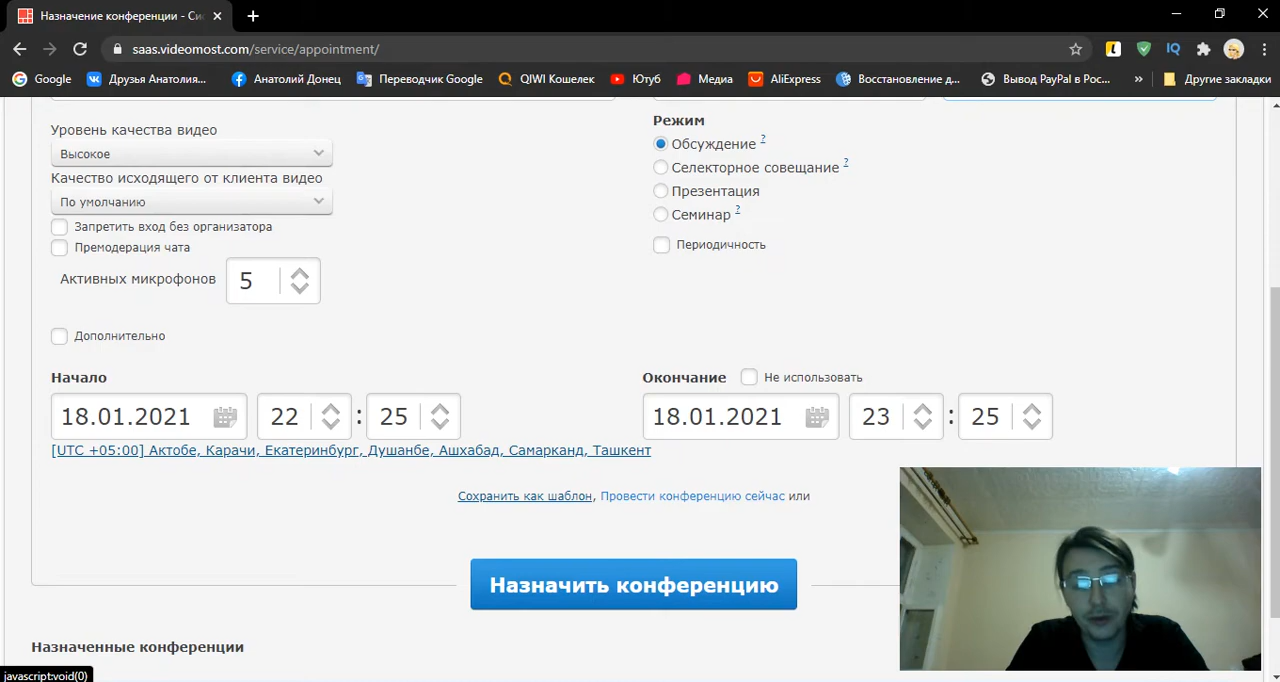 Назначение конференции - Сис
saas.videomost.com/service/appointment/
Google Друзья Анатолия... Анатолий Донец Переводчик Google QIWI Кошелек Ютуб Медиа AliExpress Восстановление д... Вывод PayPal в Рос... » Другие закладки
Уровень качества видео
Высокое
Качество исходящего от клиента видео
По умолчанию
Запретить вход без организатора
Премодерация чата
Активных микрофонов 5
Дополнительно
Режим
Обсуждение ?
Селекторное совещание ?
Презентация
Семинар ?
Периодичность
Начало
18.01.2021 22 : 25
[UTC +05:00] Актобе, Карачи, Екатеринбург, Душанбе, Ашхабад, Самарканд, Ташкент
Окончание Не использовать
18.01.2021 23 : 25
Сохранить как шаблон, Провести конференцию сейчас или
Назначить конференцию
Назначенные конференции
javascript:void(0)